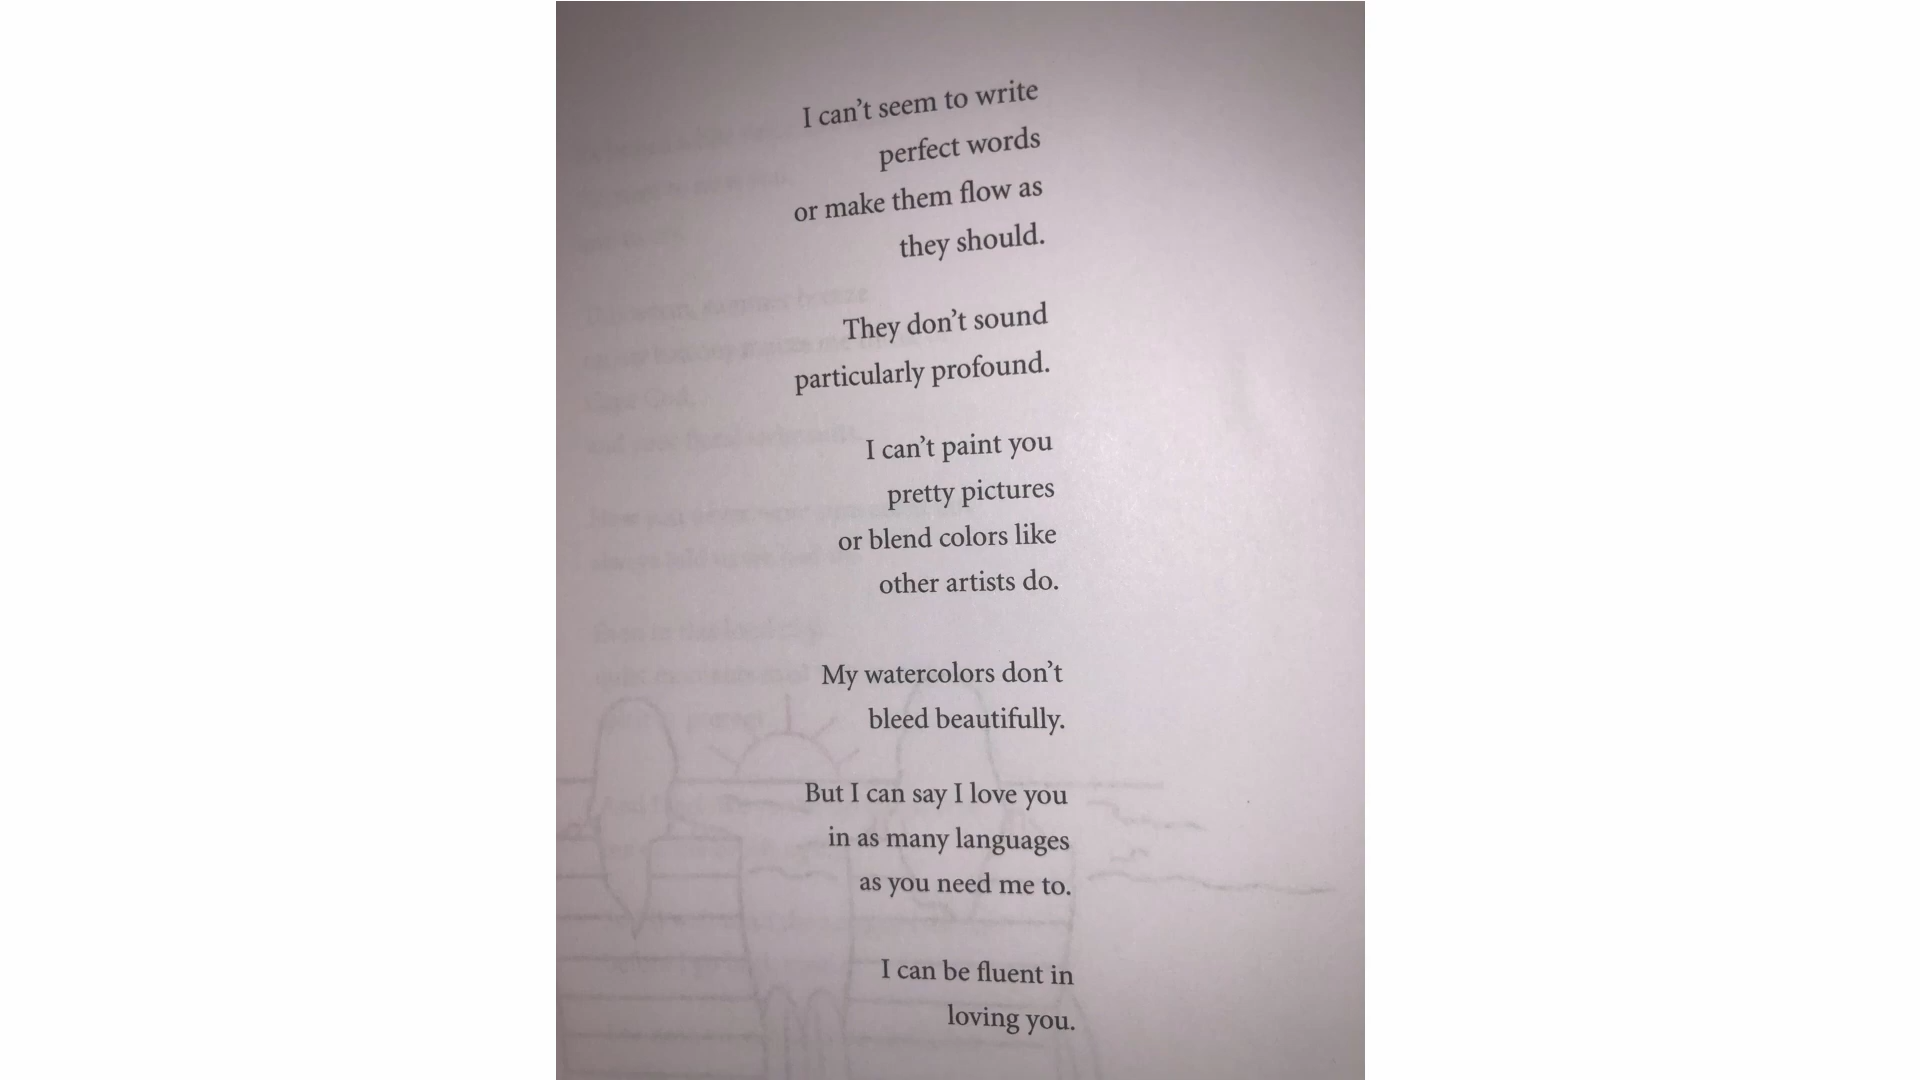 I can't seem to write
perfect words
or make them flow as
they should.
They don't sound
particularly profound.
I can't paint you
pretty pictures
or blend colors like
other artists do.
My watercolors don't
bleed beautifully.
But I can say I love you
in as many languages
as you need me to.
I can be fluent in
loving you.